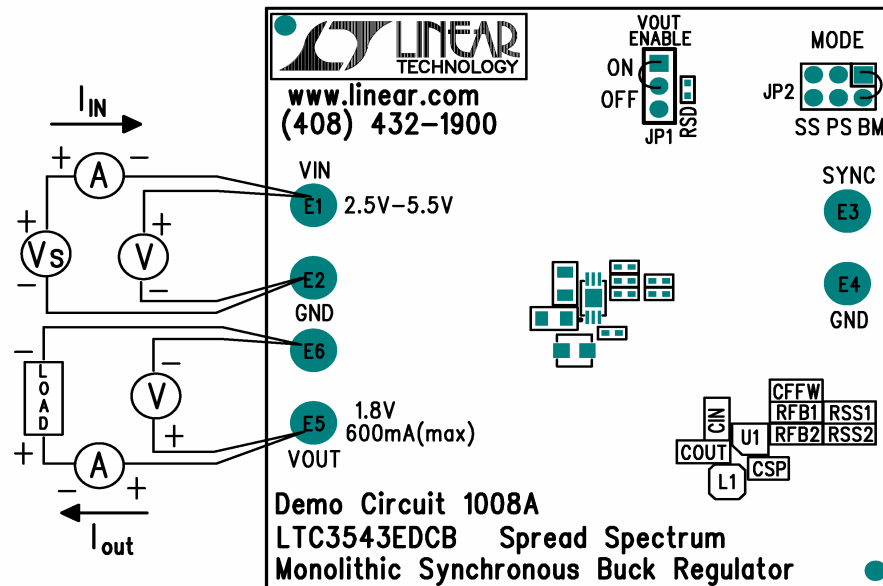 LINEAR
TECHNOLOGY
www.linear.com
(408) 432-1900
VOUT
ENABLE
ON
OFF
JP1
RSD
MODE
JP2
SS PS BM
IIN
+ A -
VIN
E1 2.5V-5.5V
+
Vs
-
+
V
-
E2
GND
SYNC
E3
E4
GND
E6
-
LOAD
+
-
V
+
E5
1.8V
600mA(max)
VOUT
A
- +
Iout
CFFW
CIN
RFB1 RSS1
U1
RFB2 RSS2
COUT
CSP
L1
Demo Circuit 1008A
LTC3543EDCB Spread Spectrum
Monolithic Synchronous Buck Regulator